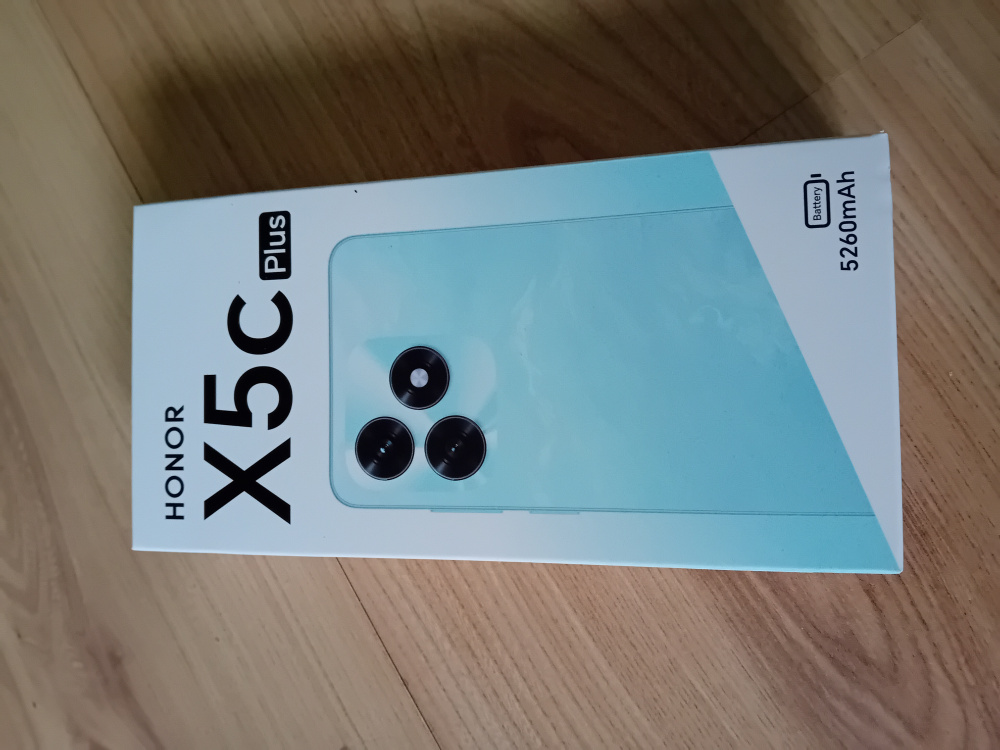 HONOR
X5C Plus
Battery
5260mAh